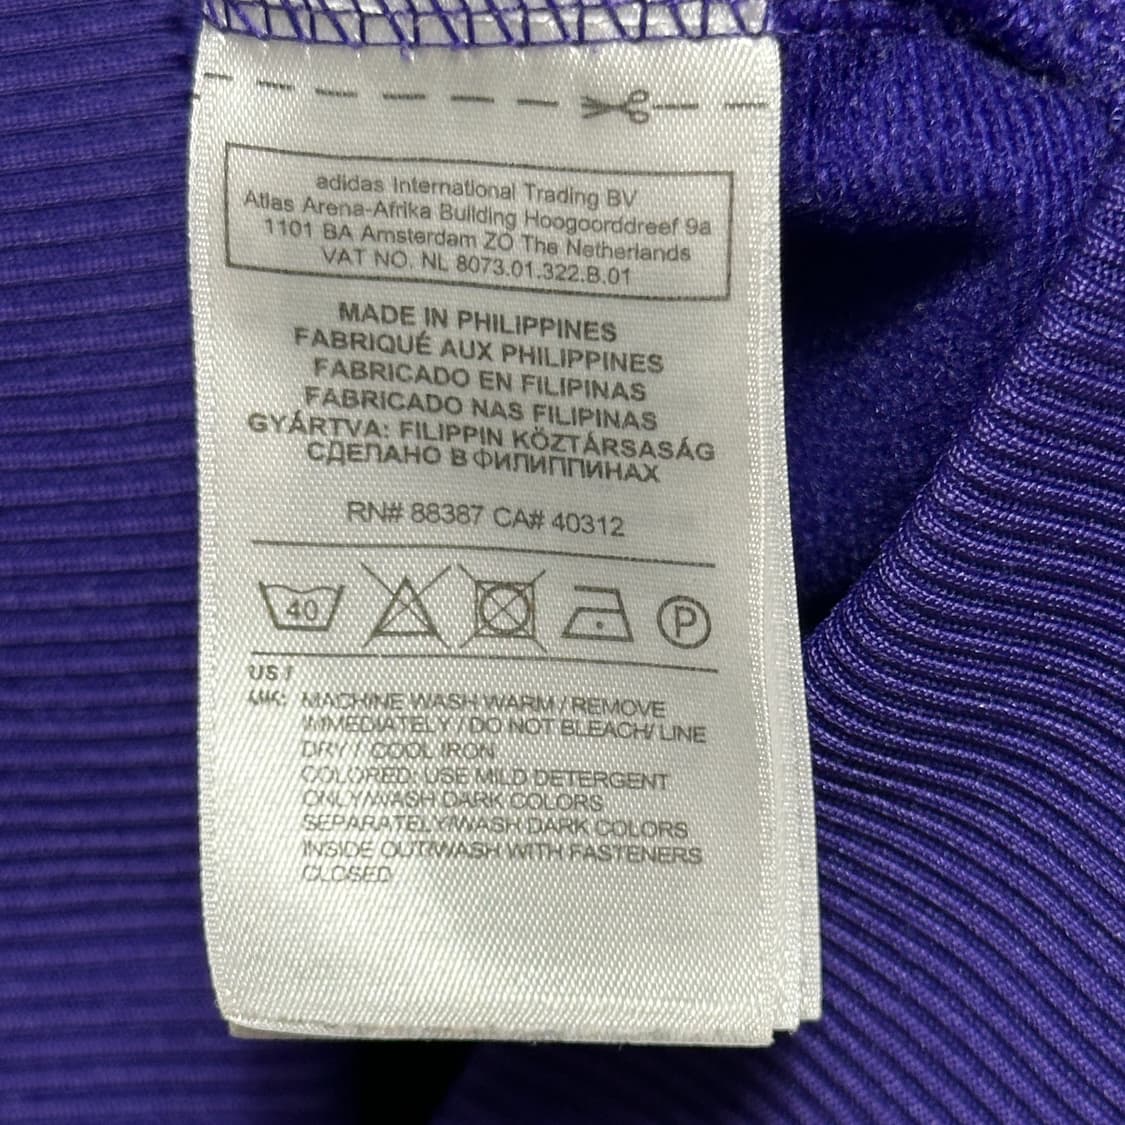 adidas International Trading BV
Atlas Arena-Afrika Building Hoogoorddreef 9a
1101 BA Amsterdam ZO The Netherlands
VAT NO. NL 8073.01.322.B.01
MADE IN PHILIPPINES
FABRIQUÉ AUX PHILIPPINES
FABRICADO EN FILIPINAS
FABRICADO NAS FILIPINAS
GYÁRTVA: FILIPPIN KÖZTÁRSASÁG
СДЕЛАНО В ФИЛИППИНАХ
RN# 88387 CA# 40312
40 P
US /
UK: MACHINE WASH WARM / REMOVE
IMMEDIATELY / DO NOT BLEACH/ LINE
DRY / COOL IRON
COLORED: USE MILD DETERGENT
ONLY/WASH DARK COLORS
SEPARATELY/WASH DARK COLORS
INSIDE OUT/WASH WITH FASTENERS
CLOSED